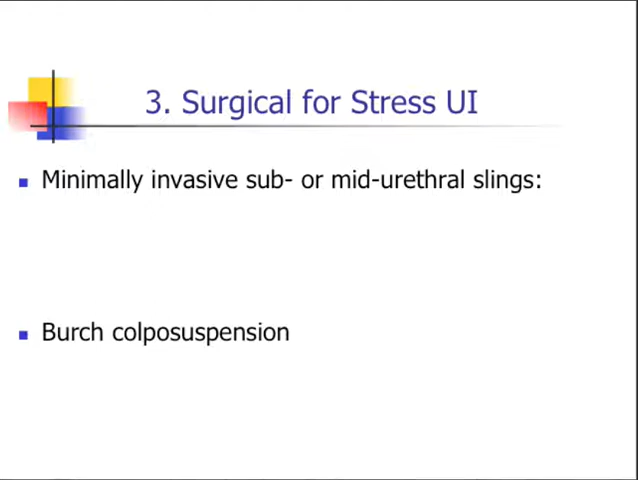 3. Surgical for Stress UI
Minimally invasive sub- or mid-urethral slings:
Burch colposuspension